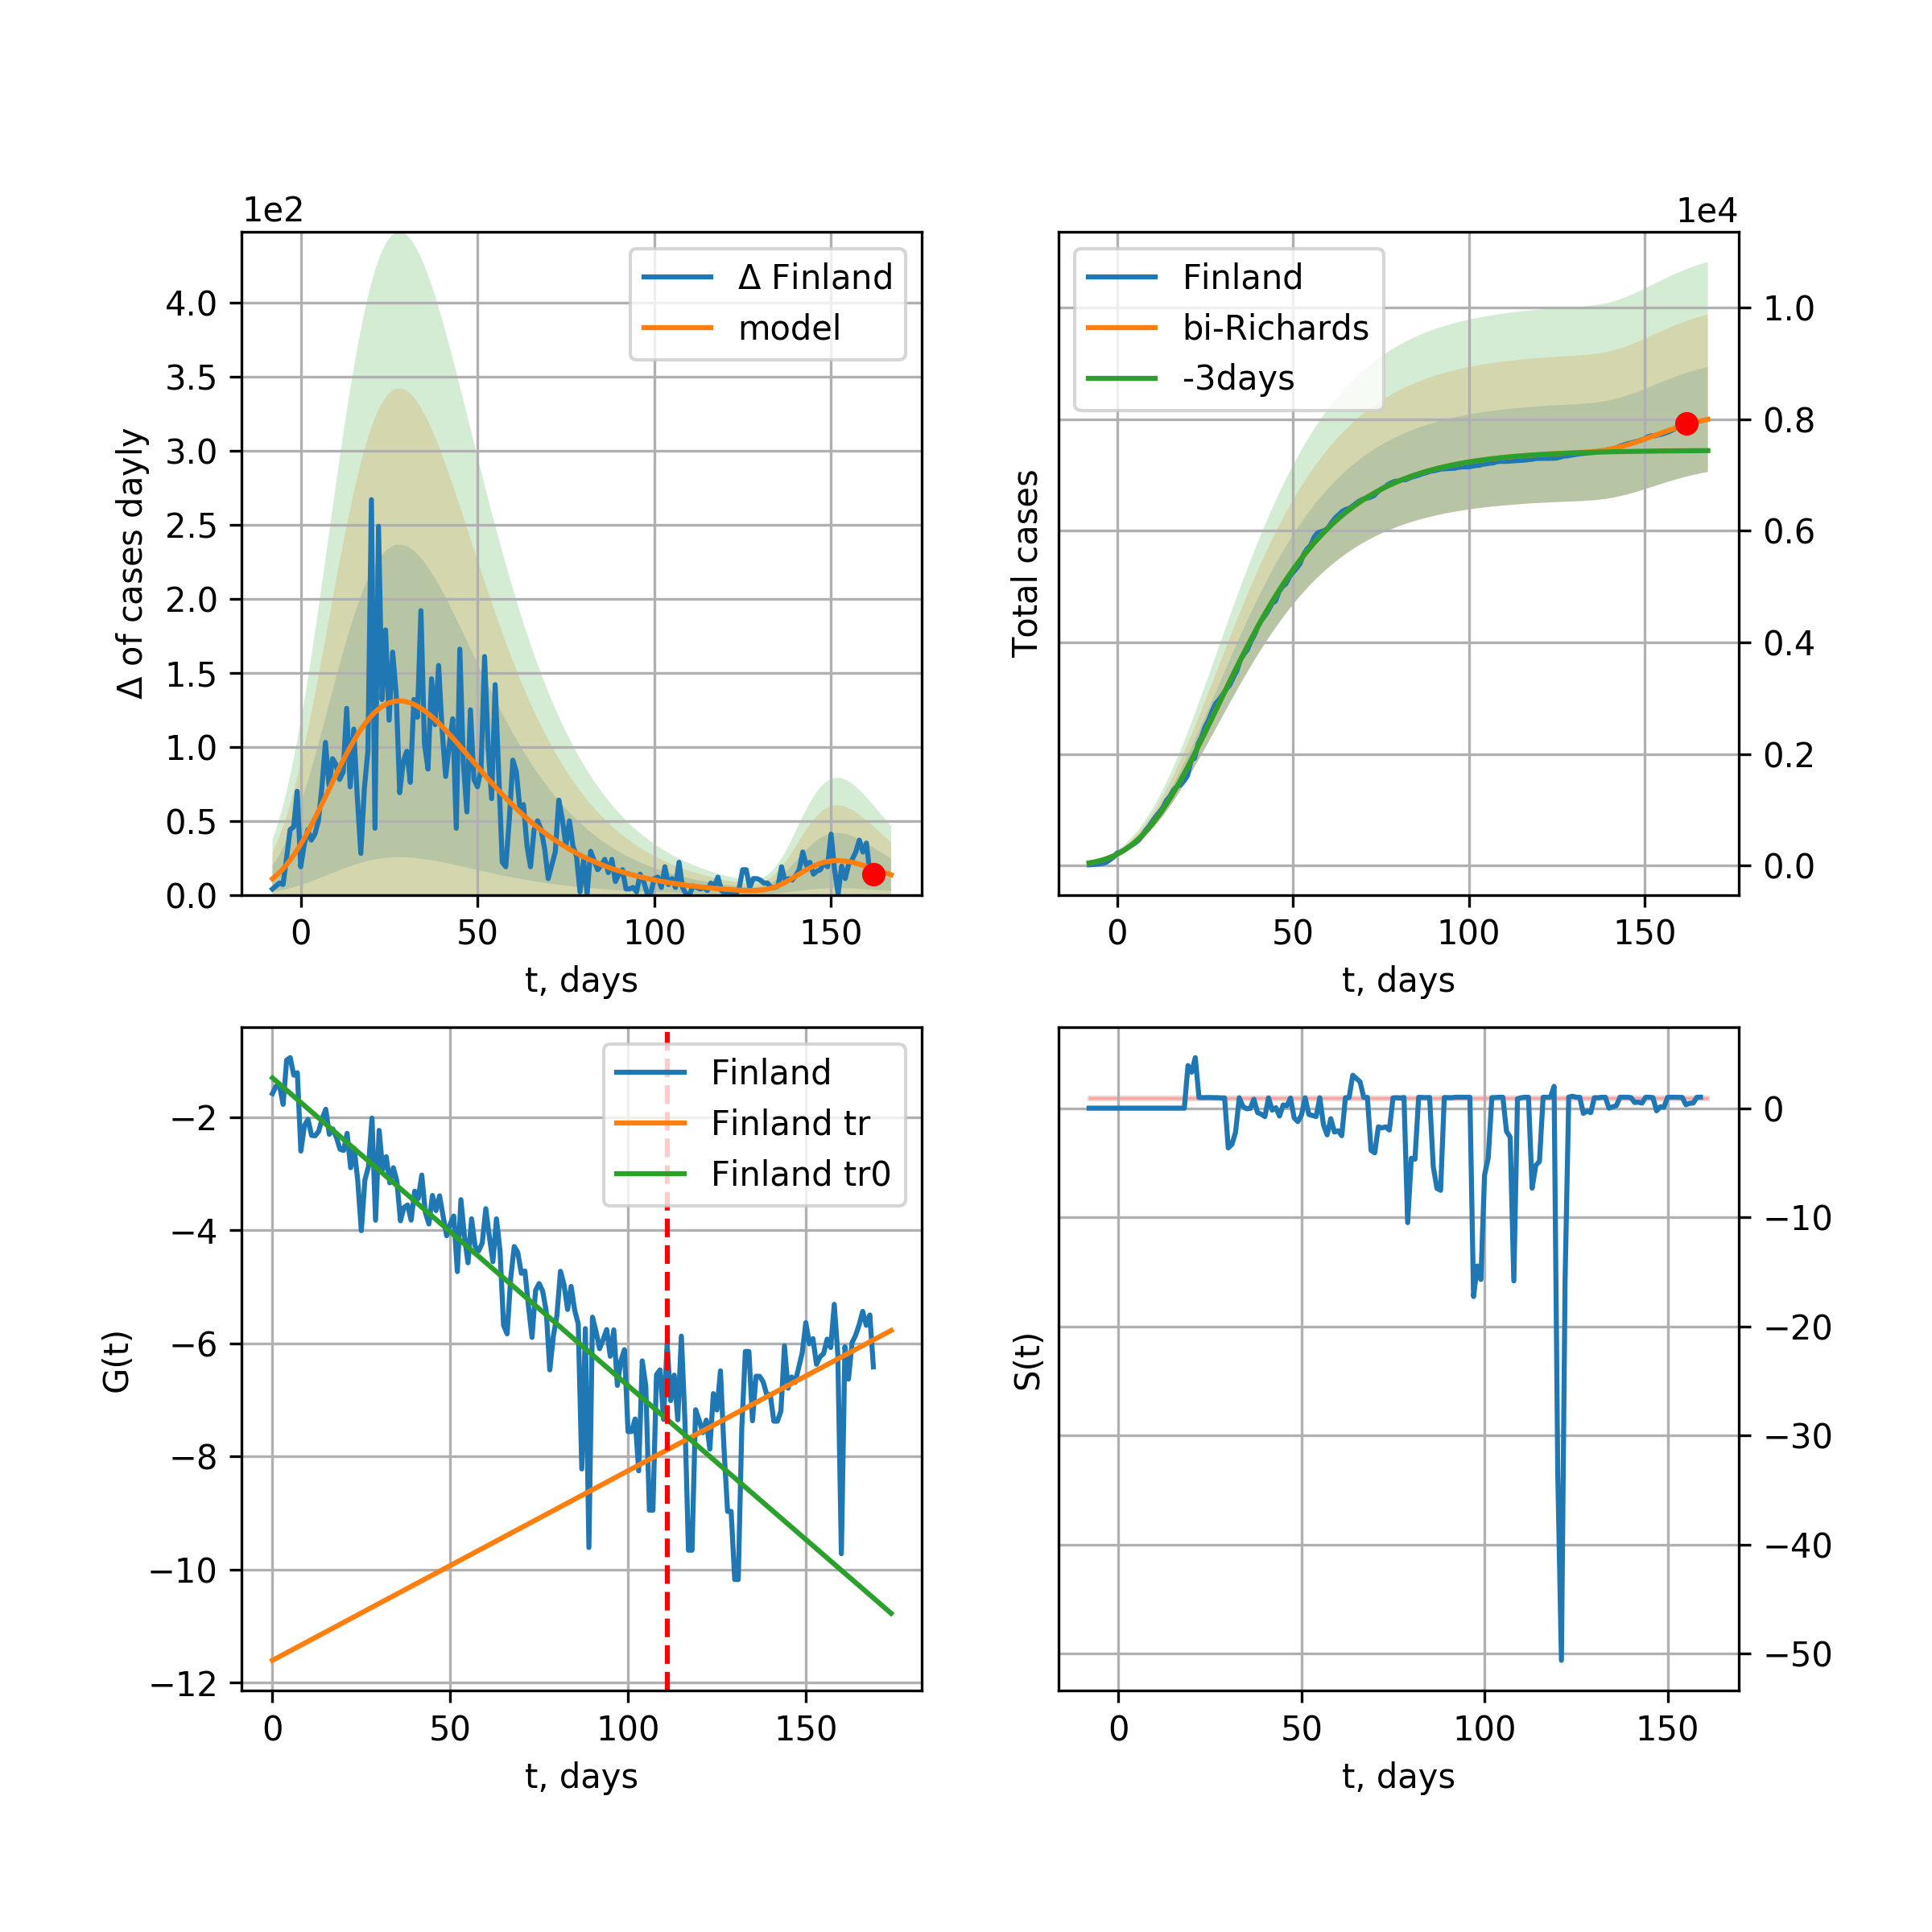 1e2
Δ Finland
model
4.0
3.5
3.0
2.5
2.0
1.5
1.0
0.5
0.0
Δ of cases dayly
0 50 100 150
t, days
1e4
Finland
bi-Richards
-3days
1.0
0.8
0.6
0.4
0.2
0.0
Total cases
0 50 100 150
t, days
Finland
Finland tr
Finland tr0
−2
−4
−6
−8
−10
−12
G(t)
0 50 100 150
t, days
0
−10
−20
−30
−40
−50
S(t)
0 50 100 150
t, days